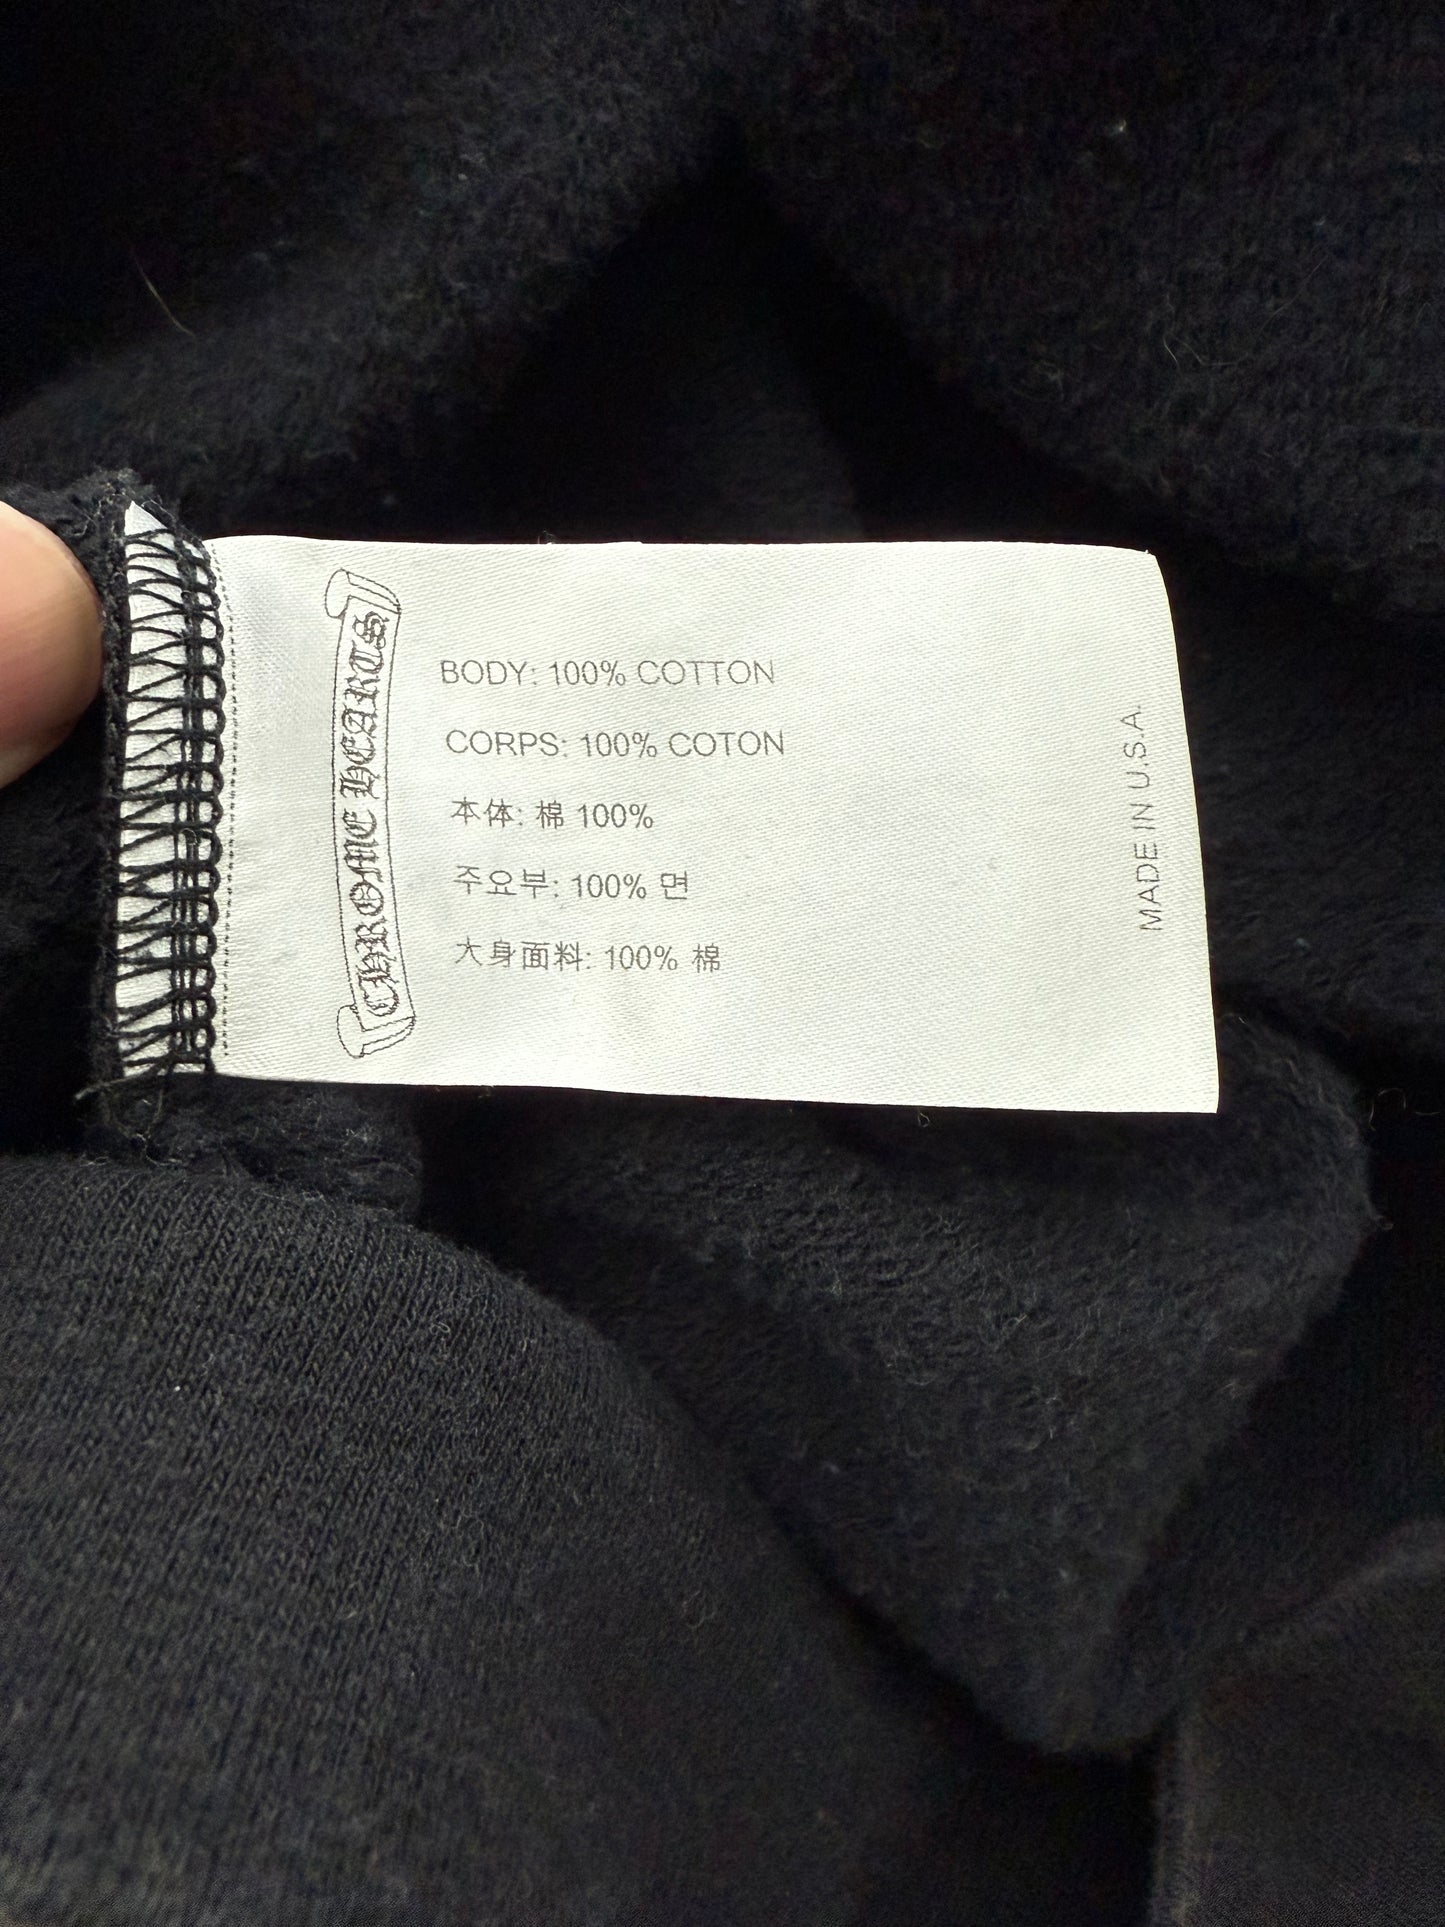 CHROME HEARTS
BODY: 100% COTTON
CORPS: 100% COTON
本体: 棉 100%
주요부: 100% 면
大身面料: 100% 棉
MADE IN U.S.A.